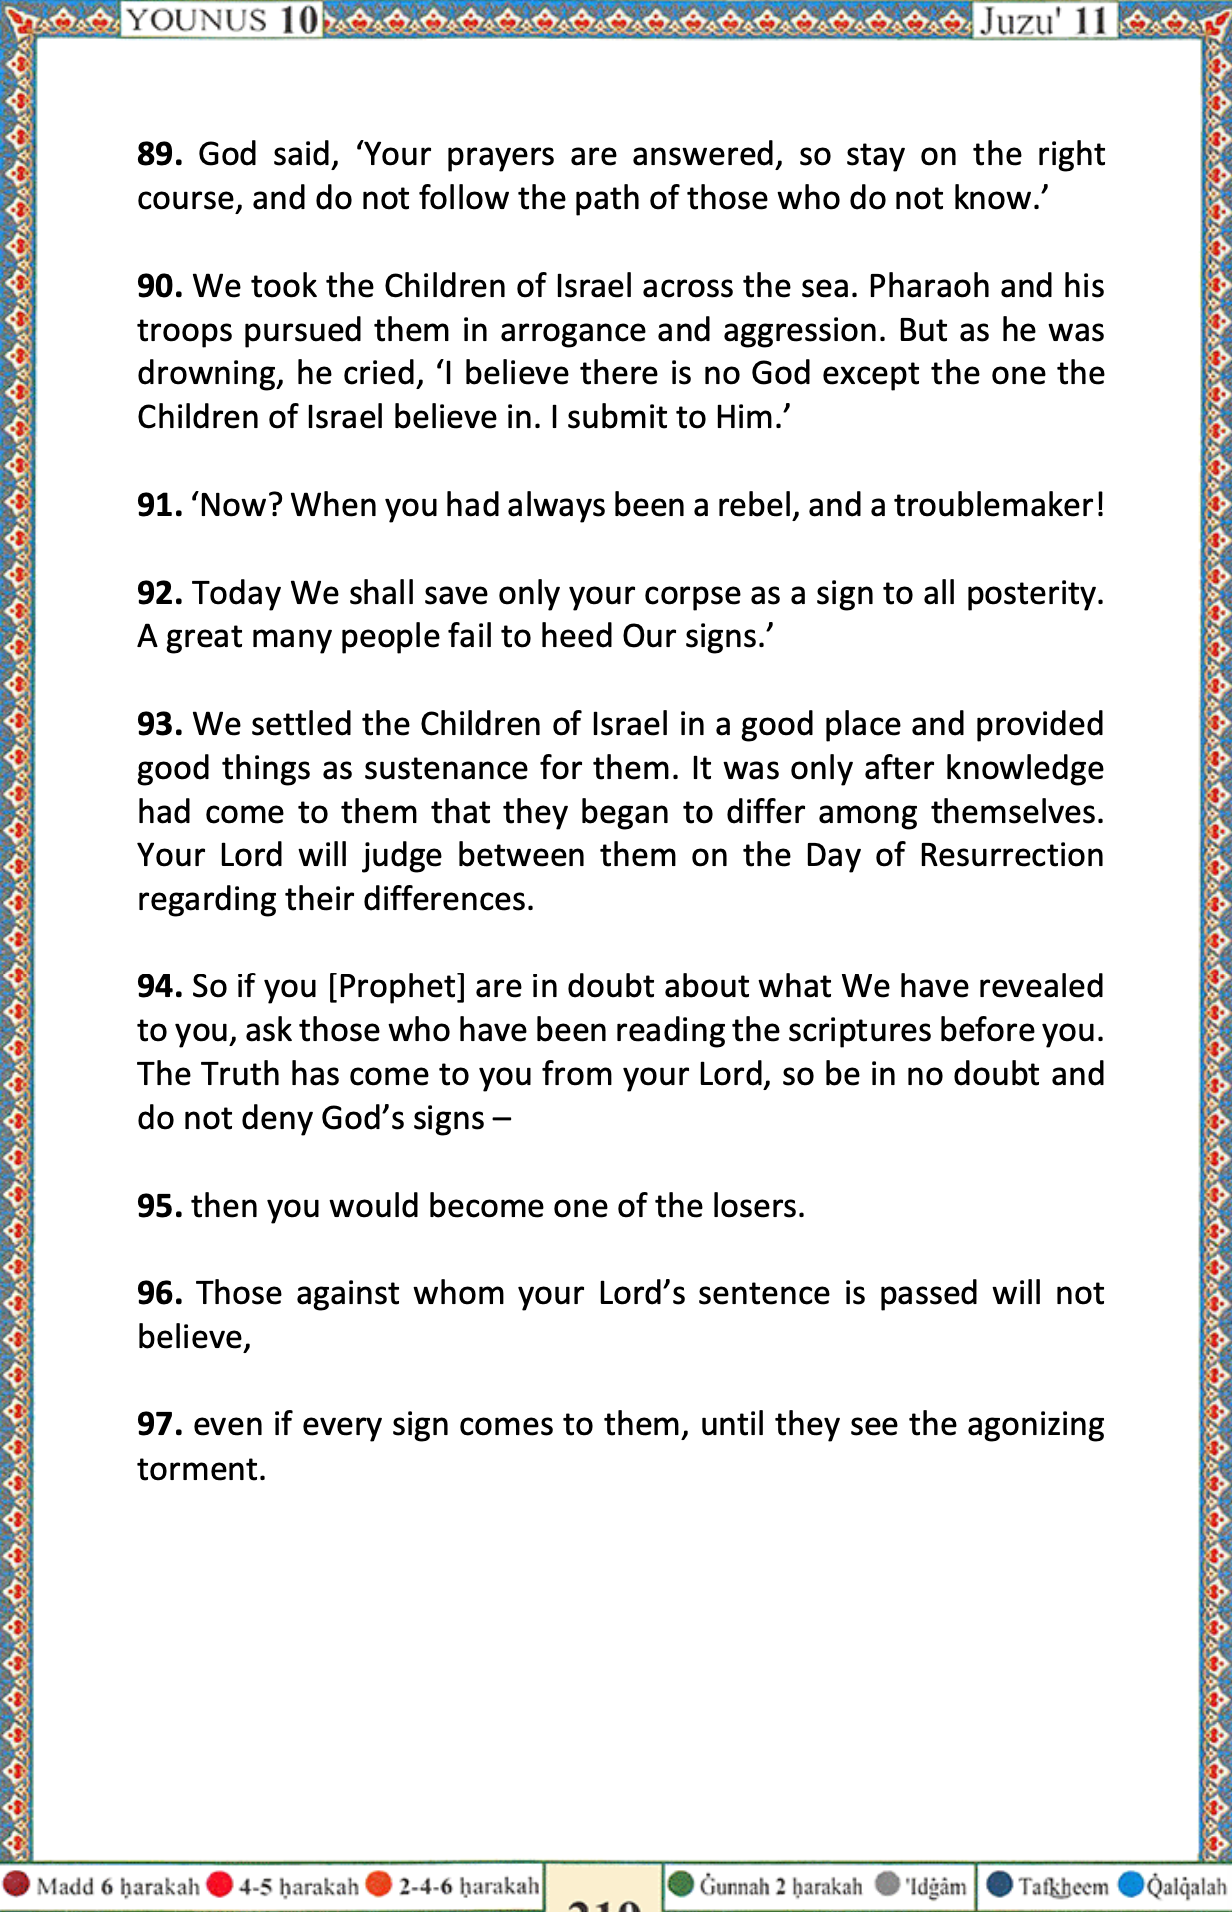 YOUNUS 10
Juzu' 11
89. God said, ‘Your prayers are answered, so stay on the right
course, and do not follow the path of those who do not know.’
90. We took the Children of Israel across the sea. Pharaoh and his
troops pursued them in arrogance and aggression. But as he was
drowning, he cried, ‘I believe there is no God except the one the
Children of Israel believe in. I submit to Him.’
91. ‘Now? When you had always been a rebel, and a troublemaker!
92. Today We shall save only your corpse as a sign to all posterity.
A great many people fail to heed Our signs.’
93. We settled the Children of Israel in a good place and provided
good things as sustenance for them. It was only after knowledge
had come to them that they began to differ among themselves.
Your Lord will judge between them on the Day of Resurrection
regarding their differences.
94. So if you [Prophet] are in doubt about what We have revealed
to you, ask those who have been reading the scriptures before you.
The Truth has come to you from your Lord, so be in no doubt and
do not deny God’s signs –
95. then you would become one of the losers.
96. Those against whom your Lord’s sentence is passed will not
believe,
97. even if every sign comes to them, until they see the agonizing
torment.
Madd 6 ḥarakah 4-5 ḥarakah 2-4-6 ḥarakah Ġunnah 2 ḥarakah 'Idġâm Tafkheem Q̇alq̇alah